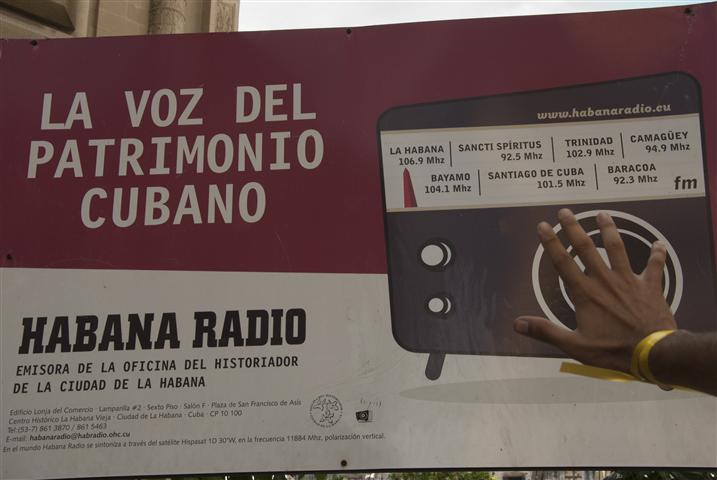 LA VOZ DEL
PATRIMONIO
CUBANO
www.habanaradio.cu
LA HABANA
106.9 Mhz
SANCTI SPÍRITUS
92.5 Mhz
TRINIDAD
102.9 Mhz
CAMAGÜEY
94.9 Mhz
BAYAMO
104.1 Mhz
SANTIAGO DE CUBA
101.5 Mhz
BARACOA
92.3 Mhz
fm
HABANA RADIO
EMISORA DE LA OFICINA DEL HISTORIADOR
DE LA CIUDAD DE LA HABANA
Edificio Lonja del Comercio · Lamparilla #2 · Sexto Piso · Salón F · Plaza de San Francisco de Asís
Centro Histórico La Habana Vieja · Ciudad de La Habana · Cuba · CP 10 100
Tel:(53-7) 861 3870 / 861 5463
E-mail: habanaradio@habradio.ohc.cu
En el mundo Habana Radio se sintoniza a través del satélite Hispasat 1D 30°W, en la frecuencia 11884 Mhz, polarización vertical.